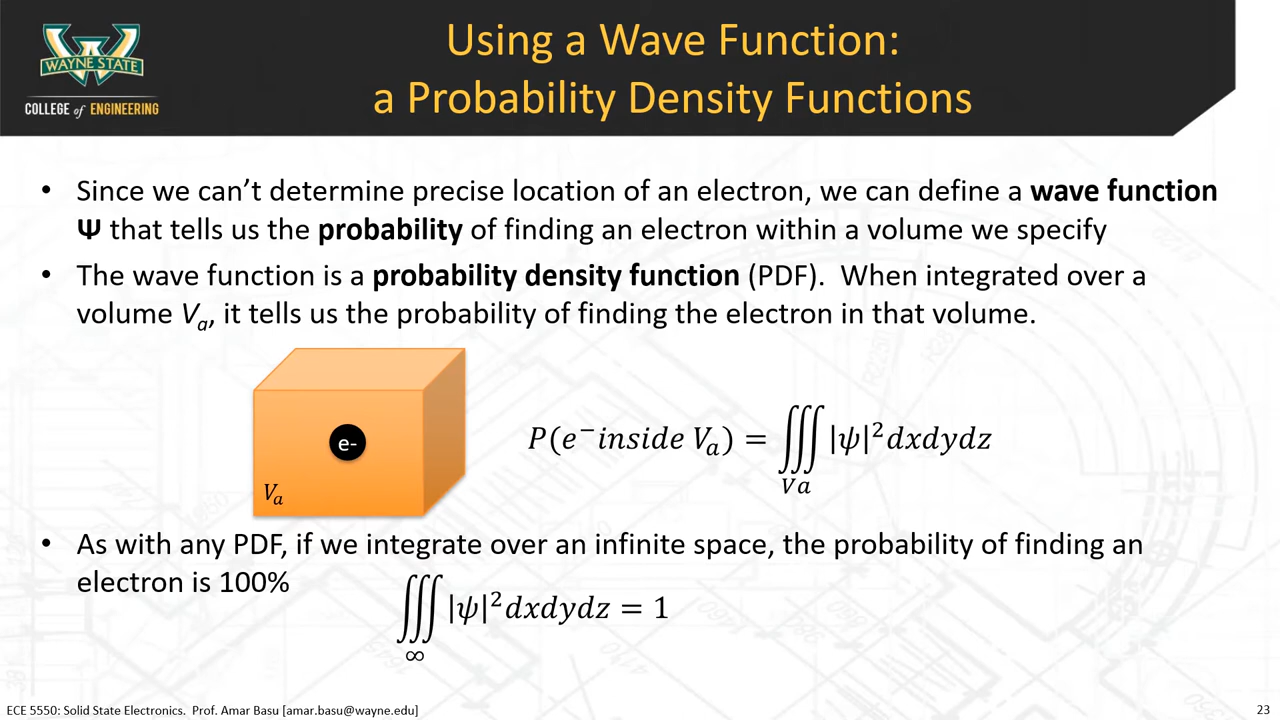 WAYNE STATE
COLLEGE of ENGINEERING
Using a Wave Function:
a Probability Density Functions
• Since we can’t determine precise location of an electron, we can define a wave function
Ψ that tells us the probability of finding an electron within a volume we specify
• The wave function is a probability density function (PDF). When integrated over a
volume Vₐ, it tells us the probability of finding the electron in that volume.
e-
Vₐ
P(e⁻inside Vₐ) = ∭ |ψ|²dxdydz
Va
• As with any PDF, if we integrate over an infinite space, the probability of finding an
electron is 100%
∭ |ψ|²dxdydz = 1
∞
ECE 5550: Solid State Electronics. Prof. Amar Basu [amar.basu@wayne.edu]
23